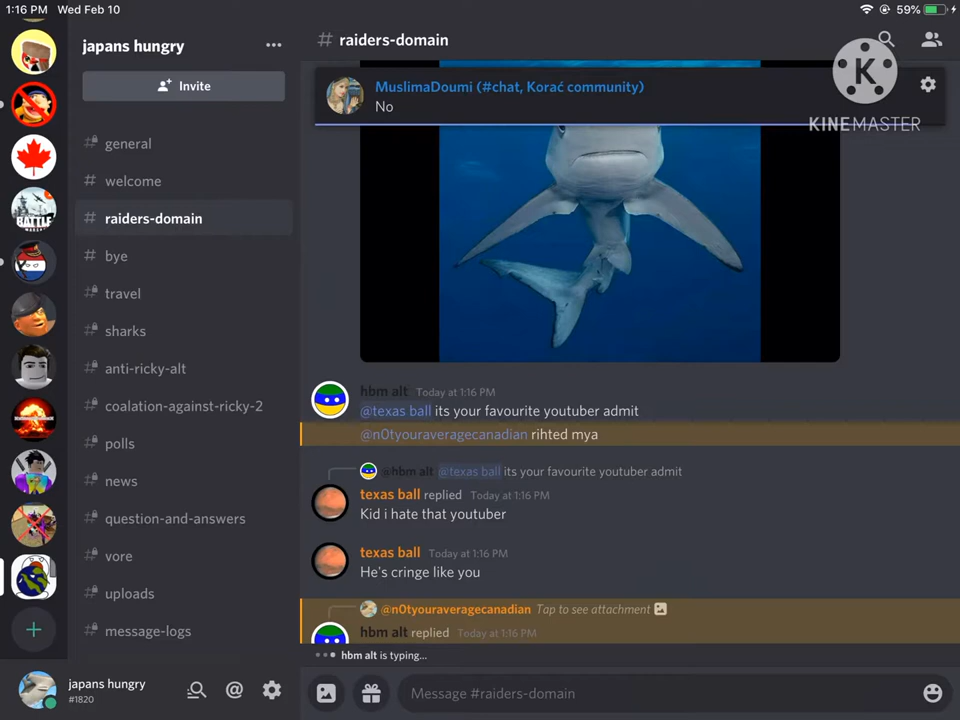 1:16 PM Wed Feb 10
59%
japans hungry
Invite
general
welcome
raiders-domain
bye
travel
sharks
anti-ricky-alt
coalation-against-ricky-2
polls
news
question-and-answers
vore
uploads
message-logs
japans hungry
#1820
raiders-domain
MuslimaDoumi (#chat, Korać community)
No
K
KINEMASTER
hbm alt Today at 1:16 PM
@texas ball its your favourite youtuber admit
@n0tyouraveragecanadian rihted mya
@hbm alt @texas ball its your favourite youtuber admit
texas ball replied Today at 1:16 PM
Kid i hate that youtuber
texas ball Today at 1:16 PM
He's cringe like you
@n0tyouraveragecanadian Tap to see attachment
hbm alt replied Today at 1:16 PM
hbm alt is typing...
Message #raiders-domain